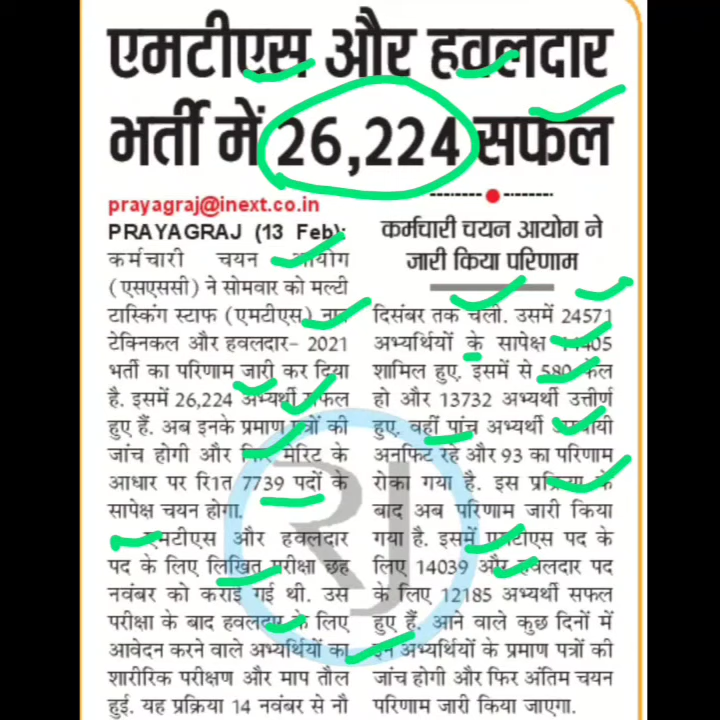 एमटीएस और हवलदार
भर्ती में 26,224 सफल
prayagraj@inext.co.in
PRAYAGRAJ (13 Feb):
कर्मचारी चयन आयोग
(एसएससी) ने सोमवार को मल्टी
टास्किंग स्टाफ (एमटीएस) नान
टेक्निकल और हवलदार- 2021
भर्ती का परिणाम जारी कर दिया
है. इसमें 26,224 अभ्यर्थी सफल
हुए हैं. अब इनके प्रमाण पत्रों की
जांच होगी और फिर मेरिट के
आधार पर रिक्त 7739 पदों के
सापेक्ष चयन होगा.
एमटीएस और हवलदार
पद के लिए लिखित परीक्षा छह
नवंबर को कराई गई थी. उस
परीक्षा के बाद हवलदार के लिए
आवेदन करने वाले अभ्यर्थियों का
शारीरिक परीक्षण और माप तौल
हुई. यह प्रक्रिया 14 नवंबर से नौ
कर्मचारी चयन आयोग ने
जारी किया परिणाम
दिसंबर तक चली. उसमें 24571
अभ्यर्थियों के सापेक्ष 14405
शामिल हुए. इसमें से 580 फेल
हो और 13732 अभ्यर्थी उत्तीर्ण
हुए. वहीं पांच अभ्यर्थी अस्थायी
अनफिट रहे और 93 का परिणाम
रोका गया है. इस प्रक्रिया के
बाद अब परिणाम जारी किया
गया है. इसमें एमटीएस पद के
लिए 14039 और हवलदार पद
के लिए 12185 अभ्यर्थी सफल
हुए हैं. आने वाले कुछ दिनों में
इन अभ्यर्थियों के प्रमाण पत्रों की
जांच होगी और फिर अंतिम चयन
परिणाम जारी किया जाएगा.
RJ